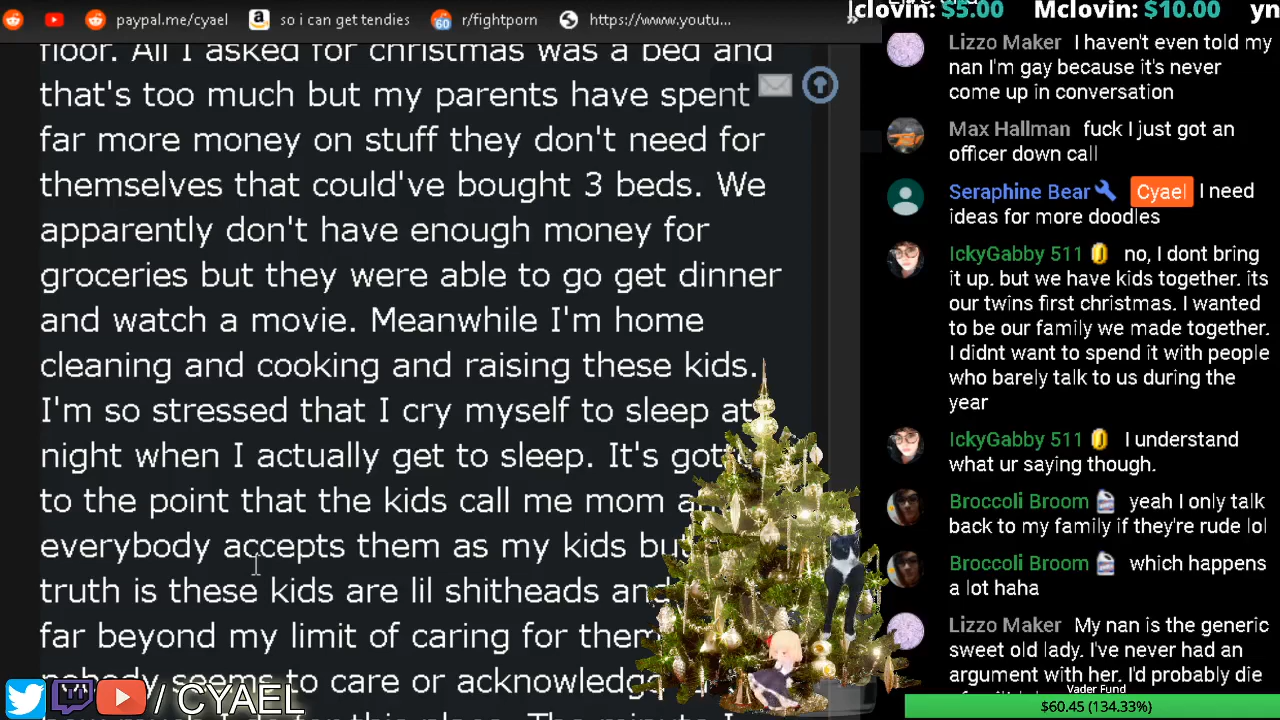 paypal.me/cyael so i can get tendies r/fightporn https://www.youtu...
clovin: $5.00 Mclovin: $10.00 yn
floor. All I asked for christmas was a bed and
that's too much but my parents have spent
far more money on stuff they don't need for
themselves that could've bought 3 beds. We
apparently don't have enough money for
groceries but they were able to go get dinner
and watch a movie. Meanwhile I'm home
cleaning and cooking and raising these kids.
I'm so stressed that I cry myself to sleep at
night when I actually get to sleep. It's
to the point that the kids call me mom
everybody accepts them as my kids
truth is these kids are lil shitheads and
far beyond my limit of caring for them
nobody seems to care or acknowledge
how much I do for this place. The minute I
/ CYAEL
Lizzo Maker I haven't even told my
nan I'm gay because it's never
come up in conversation
Max Hallman fuck I just got an
officer down call
Seraphine Bear Cyael I need
ideas for more doodles
IckyGabby 511 no, I dont bring
it up. but we have kids together. its
our twins first christmas. I wanted
to be our family we made together.
I didnt want to spend it with people
who barely talk to us during the
year
IckyGabby 511 I understand
what ur saying though.
Broccoli Broom yeah I only talk
back to my family if they're rude lol
Broccoli Broom which happens
a lot haha
Lizzo Maker My nan is the generic
sweet old lady. I've never had an
argument with her. I'd probably die
Vader Fund
$60.45 (134.33%)
60